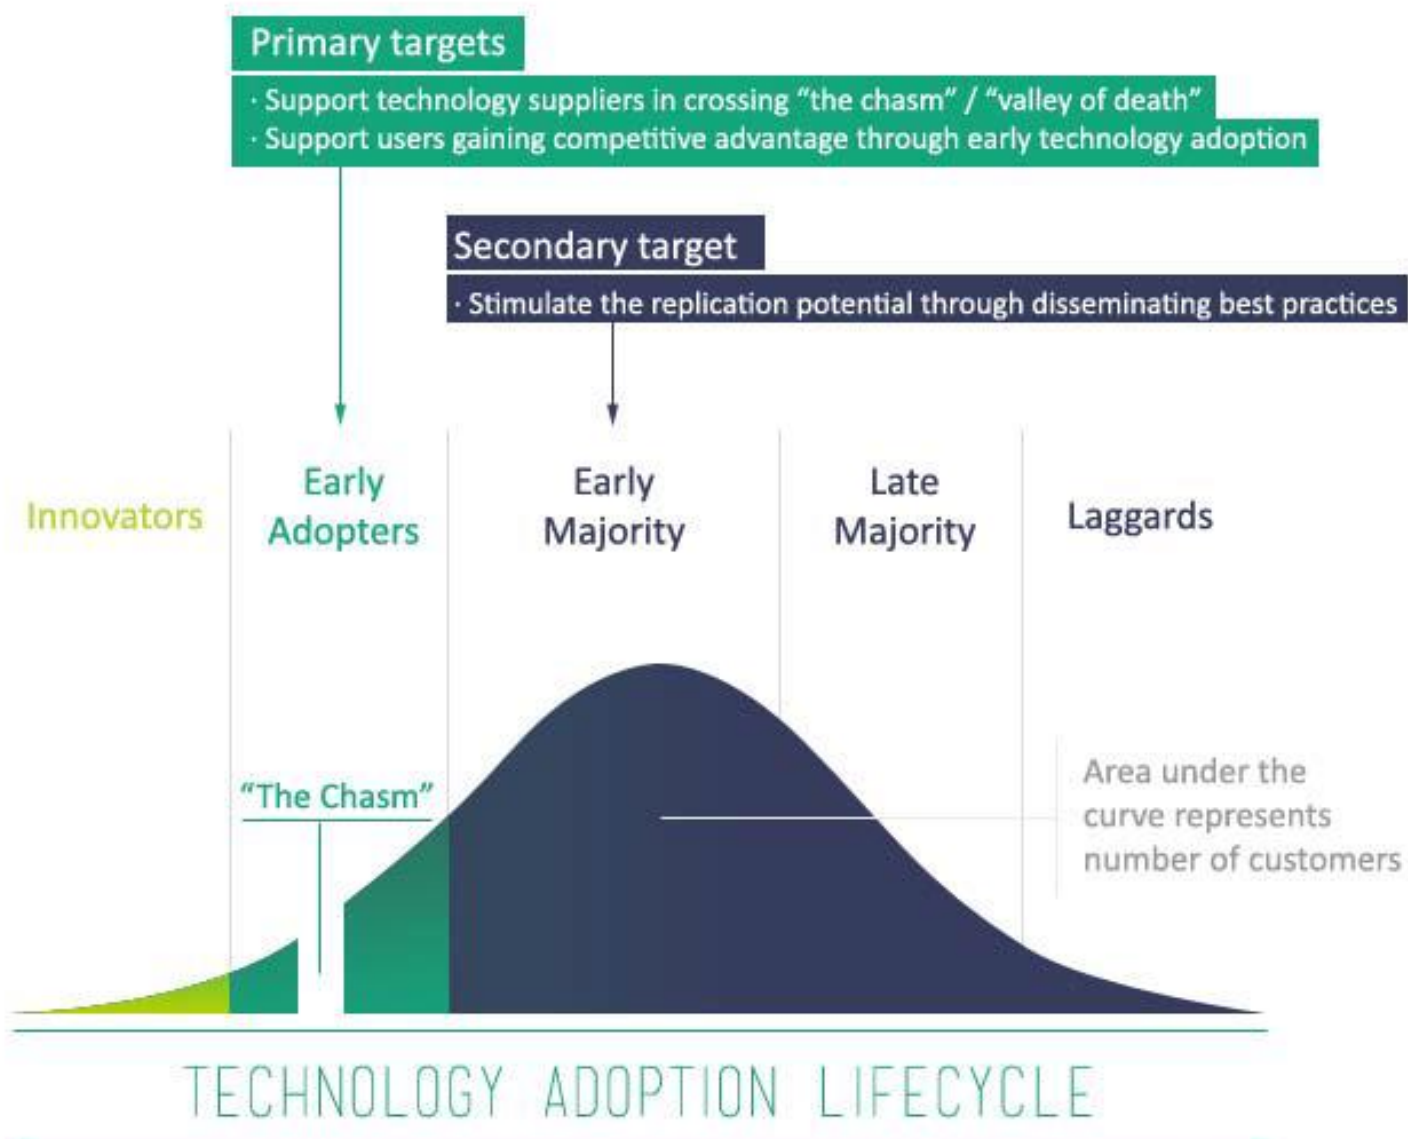 Primary targets
· Support technology suppliers in crossing “the chasm” / “valley of death”
· Support users gaining competitive advantage through early technology adoption
Secondary target
· Stimulate the replication potential through disseminating best practices
Innovators
Early
Adopters
Early
Majority
Late
Majority
Laggards
“The Chasm”
Area under the
curve represents
number of customers
TECHNOLOGY ADOPTION LIFECYCLE